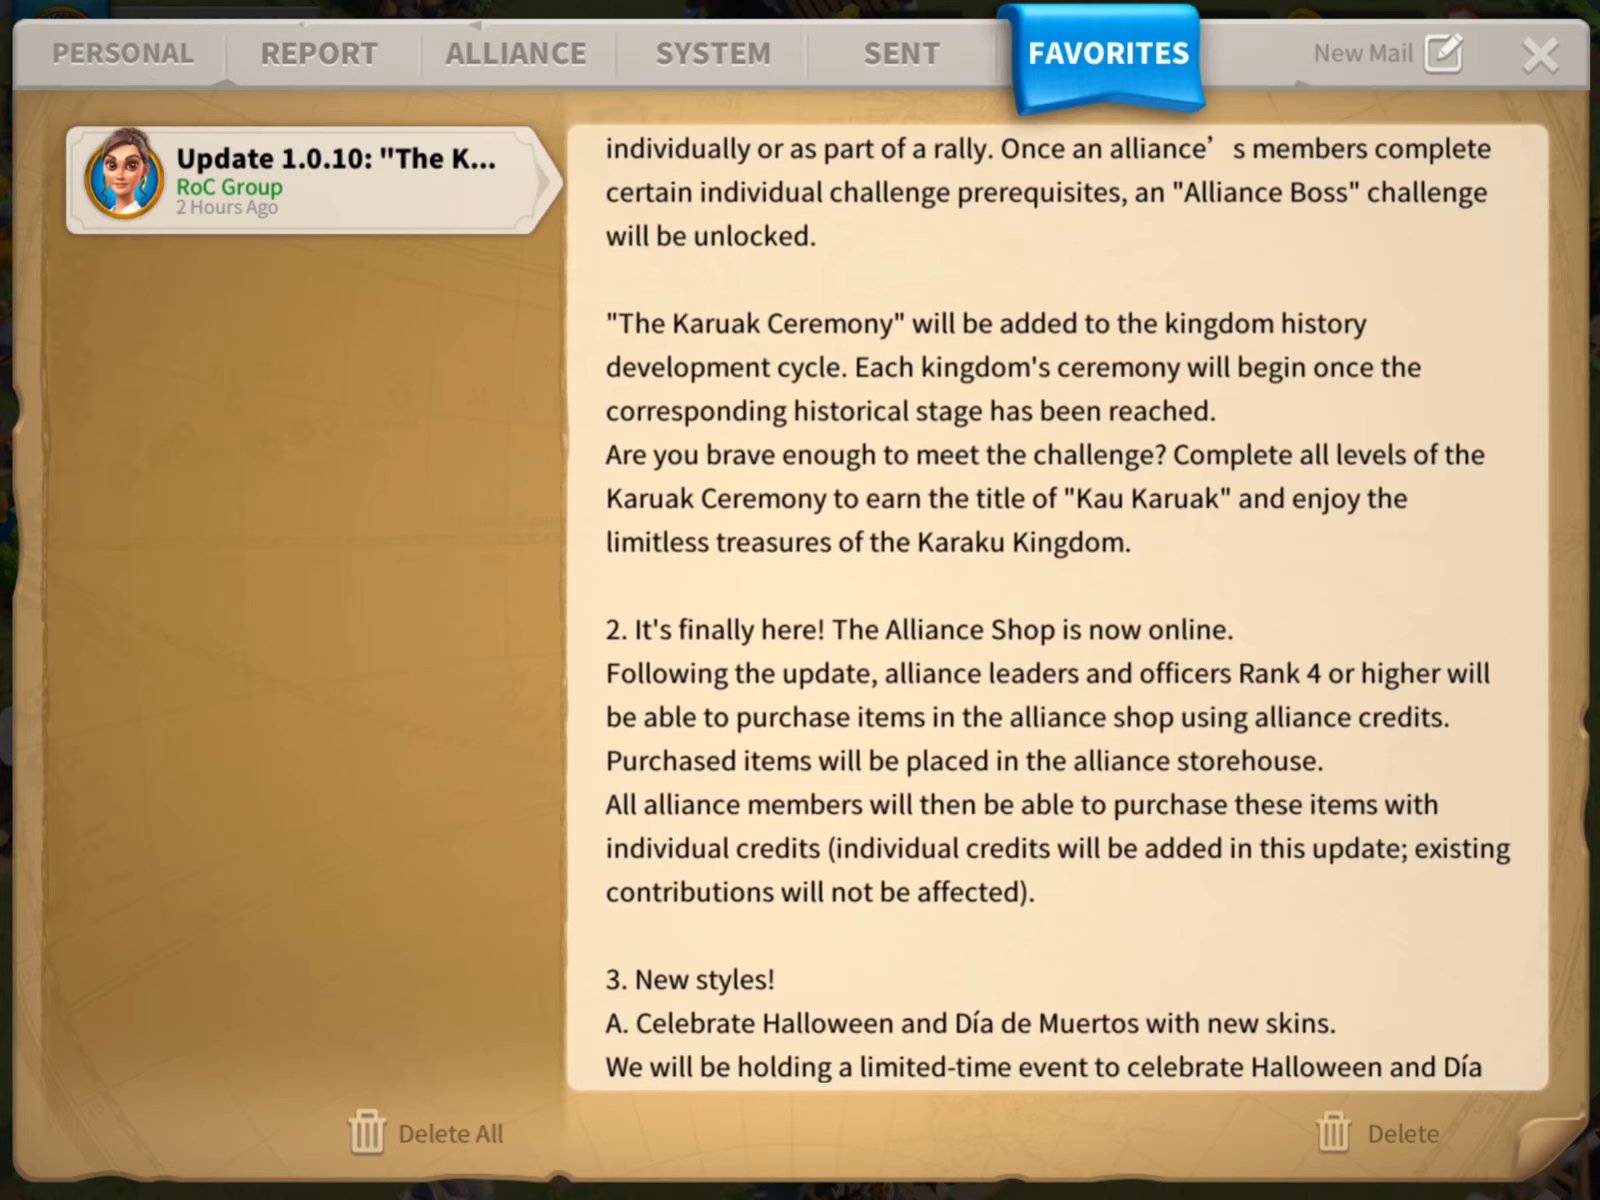 PERSONAL
REPORT
ALLIANCE
SYSTEM
SENT
FAVORITES
New Mail
Update 1.0.10: "The K...
RoC Group
2 Hours Ago
individually or as part of a rally. Once an alliance’ s members complete
certain individual challenge prerequisites, an "Alliance Boss" challenge
will be unlocked.
"The Karuak Ceremony" will be added to the kingdom history
development cycle. Each kingdom's ceremony will begin once the
corresponding historical stage has been reached.
Are you brave enough to meet the challenge? Complete all levels of the
Karuak Ceremony to earn the title of "Kau Karuak" and enjoy the
limitless treasures of the Karaku Kingdom.
2. It's finally here! The Alliance Shop is now online.
Following the update, alliance leaders and officers Rank 4 or higher will
be able to purchase items in the alliance shop using alliance credits.
Purchased items will be placed in the alliance storehouse.
All alliance members will then be able to purchase these items with
individual credits (individual credits will be added in this update; existing
contributions will not be affected).
3. New styles!
A. Celebrate Halloween and Día de Muertos with new skins.
We will be holding a limited-time event to celebrate Halloween and Día
Delete All
Delete